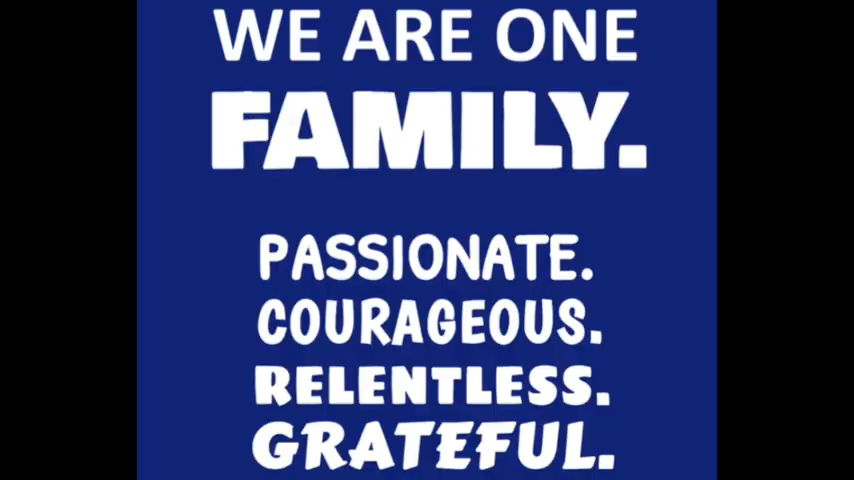 WE ARE ONE
FAMILY.
PASSIONATE.
COURAGEOUS.
RELENTLESS.
GRATEFUL.